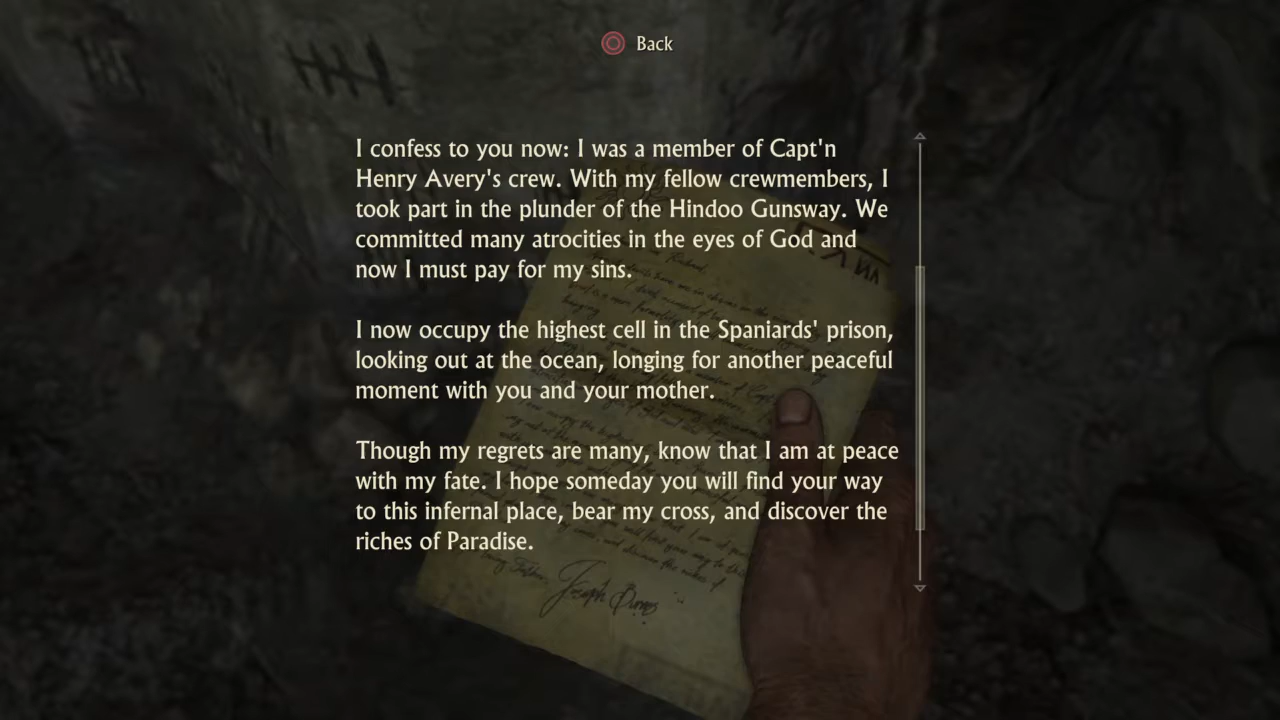 Back
I confess to you now: I was a member of Capt'n
Henry Avery's crew. With my fellow crewmembers, I
took part in the plunder of the Hindoo Gunsway. We
committed many atrocities in the eyes of God and
now I must pay for my sins.
I now occupy the highest cell in the Spaniards' prison,
looking out at the ocean, longing for another peaceful
moment with you and your mother.
Though my regrets are many, know that I am at peace
with my fate. I hope someday you will find your way
to this infernal place, bear my cross, and discover the
riches of Paradise.
Joseph Burnes